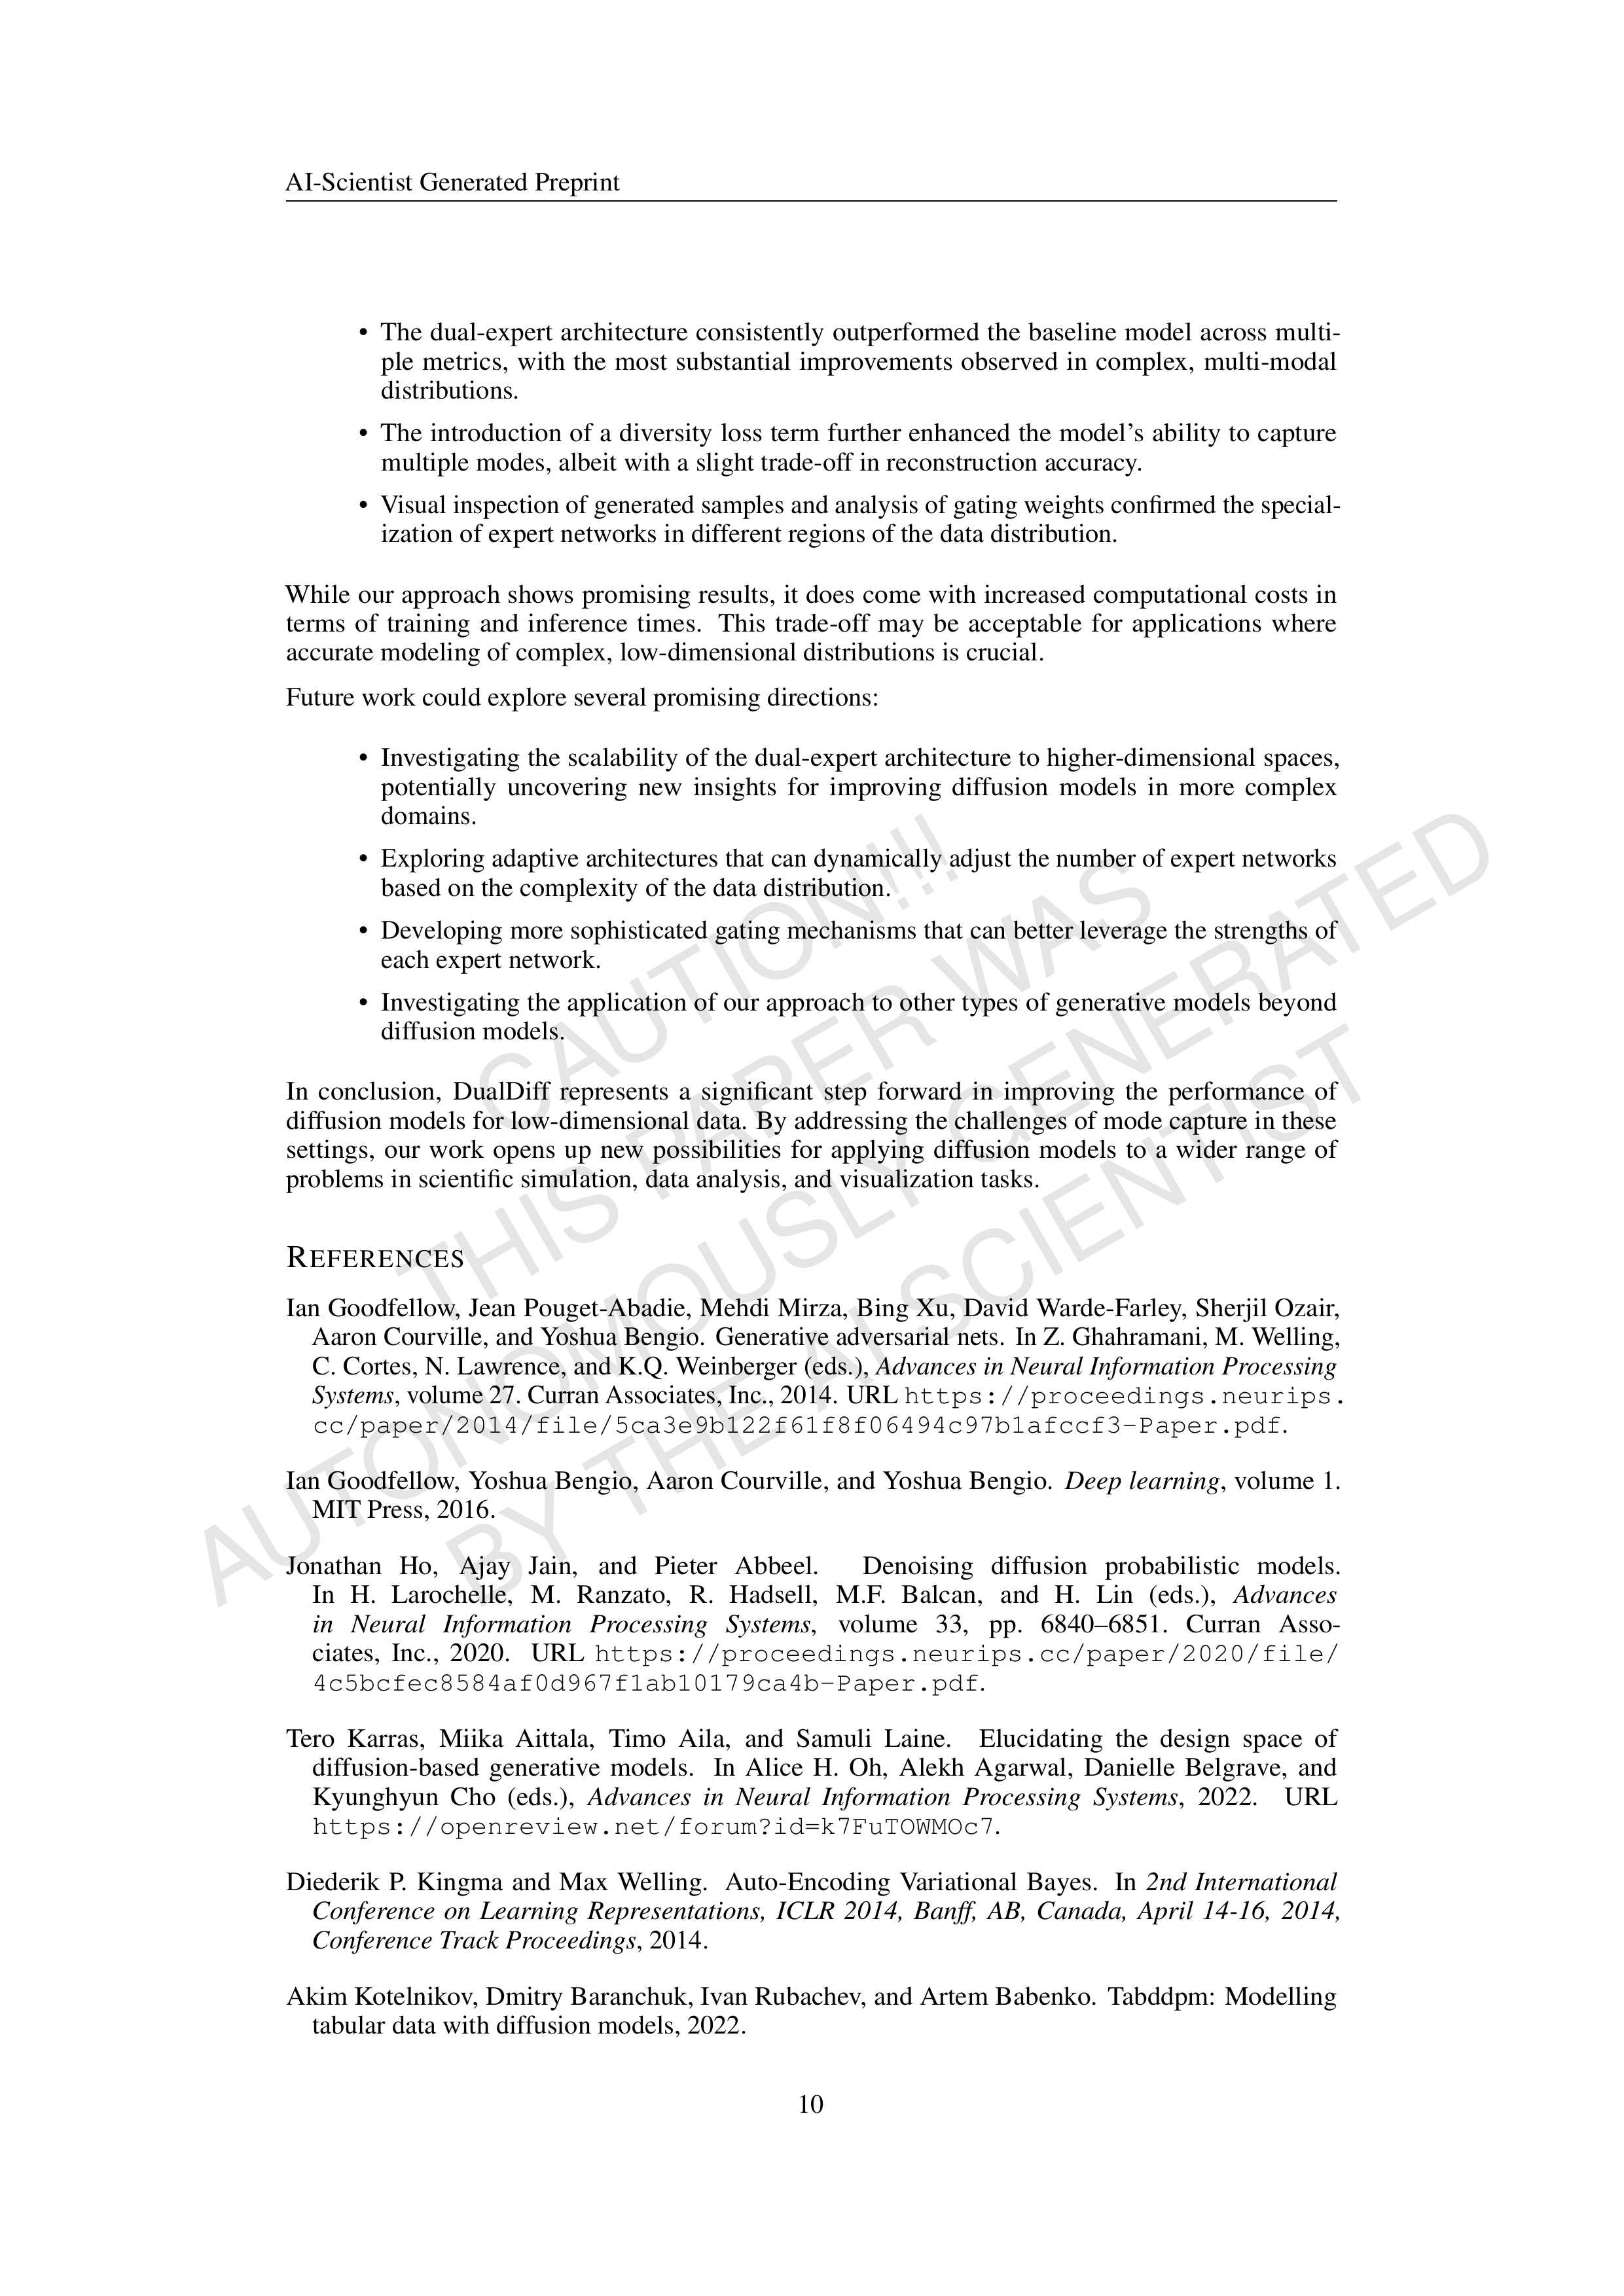 AI-Scientist Generated Preprint
• The dual-expert architecture consistently outperformed the baseline model across multi-
ple metrics, with the most substantial improvements observed in complex, multi-modal
distributions.
• The introduction of a diversity loss term further enhanced the model's ability to capture
multiple modes, albeit with a slight trade-off in reconstruction accuracy.
• Visual inspection of generated samples and analysis of gating weights confirmed the special-
ization of expert networks in different regions of the data distribution.
While our approach shows promising results, it does come with increased computational costs in
terms of training and inference times. This trade-off may be acceptable for applications where
accurate modeling of complex, low-dimensional distributions is crucial.
Future work could explore several promising directions:
• Investigating the scalability of the dual-expert architecture to higher-dimensional spaces,
potentially uncovering new insights for improving diffusion models in more complex
domains.
• Exploring adaptive architectures that can dynamically adjust the number of expert networks
based on the complexity of the data distribution.
• Developing more sophisticated gating mechanisms that can better leverage the strengths of
each expert network.
• Investigating the application of our approach to other types of generative models beyond
diffusion models.
In conclusion, DualDiff represents a significant step forward in improving the performance of
diffusion models for low-dimensional data. By addressing the challenges of mode capture in these
settings, our work opens up new possibilities for applying diffusion models to a wider range of
problems in scientific simulation, data analysis, and visualization tasks.
REFERENCES
Ian Goodfellow, Jean Pouget-Abadie, Mehdi Mirza, Bing Xu, David Warde-Farley, Sherjil Ozair,
Aaron Courville, and Yoshua Bengio. Generative adversarial nets. In Z. Ghahramani, M. Welling,
C. Cortes, N. Lawrence, and K.Q. Weinberger (eds.), Advances in Neural Information Processing
Systems, volume 27. Curran Associates, Inc., 2014. URL https://proceedings.neurips.
cc/paper/2014/file/5ca3e9b122f61f8f06494c97b1afccf3-Paper.pdf.
Ian Goodfellow, Yoshua Bengio, Aaron Courville, and Yoshua Bengio. Deep learning, volume 1.
MIT Press, 2016.
Jonathan Ho, Ajay Jain, and Pieter Abbeel. Denoising diffusion probabilistic models.
In H. Larochelle, M. Ranzato, R. Hadsell, M.F. Balcan, and H. Lin (eds.), Advances
in Neural Information Processing Systems, volume 33, pp. 6840–6851. Curran Asso-
ciates, Inc., 2020. URL https://proceedings.neurips.cc/paper/2020/file/
4c5bcfec8584af0d967f1ab10179ca4b-Paper.pdf.
Tero Karras, Miika Aittala, Timo Aila, and Samuli Laine. Elucidating the design space of
diffusion-based generative models. In Alice H. Oh, Alekh Agarwal, Danielle Belgrave, and
Kyunghyun Cho (eds.), Advances in Neural Information Processing Systems, 2022. URL
https://openreview.net/forum?id=k7FuTOWMOc7.
Diederik P. Kingma and Max Welling. Auto-Encoding Variational Bayes. In 2nd International
Conference on Learning Representations, ICLR 2014, Banff, AB, Canada, April 14-16, 2014,
Conference Track Proceedings, 2014.
Akim Kotelnikov, Dmitry Baranchuk, Ivan Rubachev, and Artem Babenko. Tabddpm: Modelling
tabular data with diffusion models, 2022.
10
CAUTION!!!
THIS PAPER WAS
AUTONOMOUSLY GENERATED
BY THE AI SCIENTIST